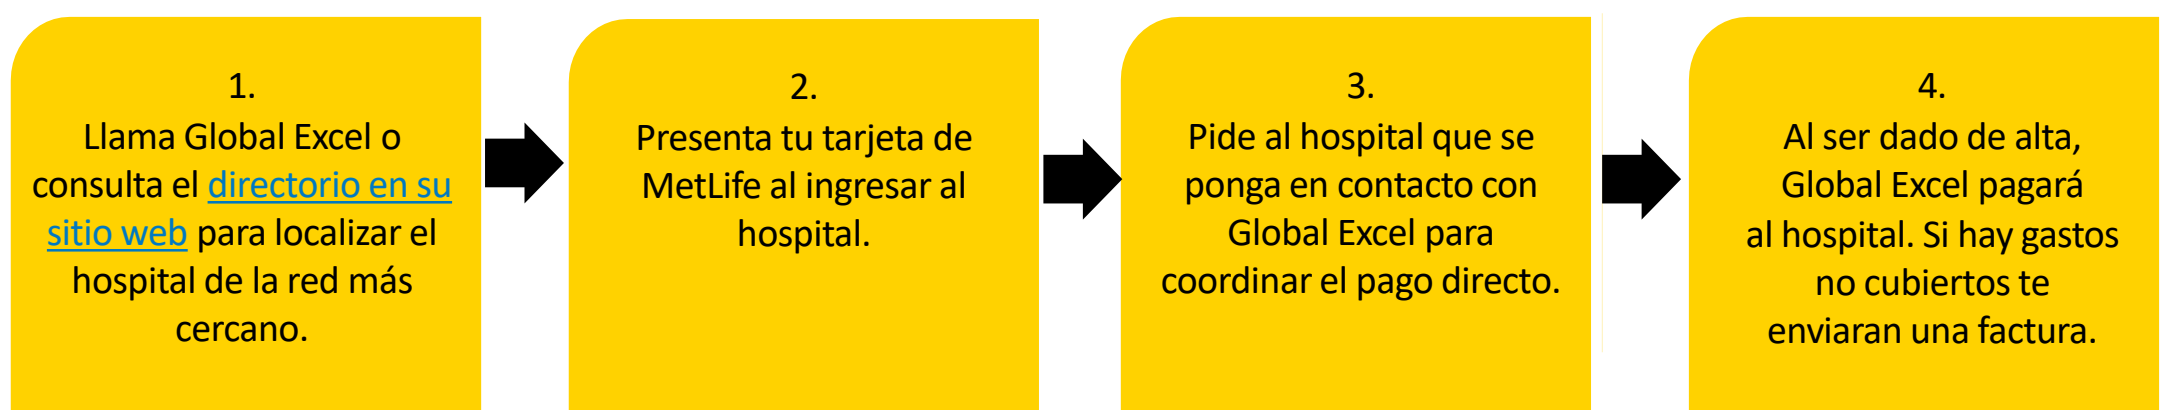 1.
Llama Global Excel o
consulta el directorio en su
sitio web para localizar el
hospital de la red más
cercano.
2.
Presenta tu tarjeta de
MetLife al ingresar al
hospital.
3.
Pide al hospital que se
ponga en contacto con
Global Excel para
coordinar el pago directo.
4.
Al ser dado de alta,
Global Excel pagará
al hospital. Si hay gastos
no cubiertos te
enviaran una factura.